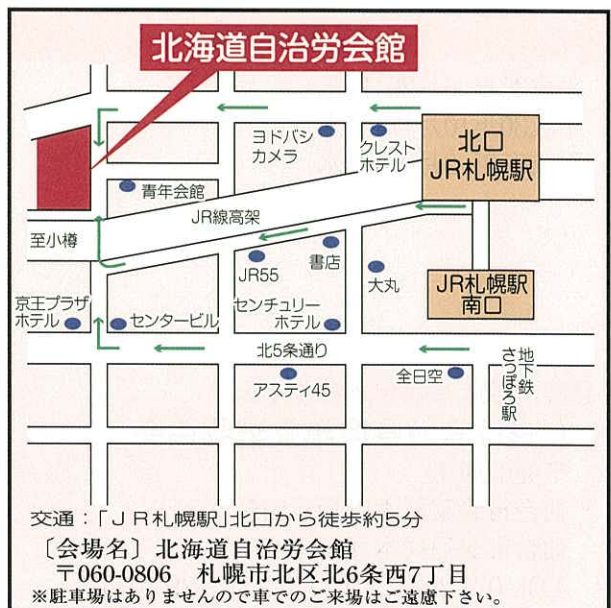 北海道自治労会館
ヨドバシ
カメラ
クレスト
ホテル
北口
JR札幌駅
青年会館
JR線高架
至小樽
JR55
書店
大丸
JR札幌駅
南口
京王プラザ
ホテル
センタービル
センチュリー
ホテル
北5条通り
アスティ45
全日空
地下鉄
さっぽろ駅
交通：「JR札幌駅」北口から徒歩約5分
〔会場名〕北海道自治労会館
〒060-0806　札幌市北区北6条西7丁目
※駐車場はありませんので車でのご来場はご遠慮下さい。